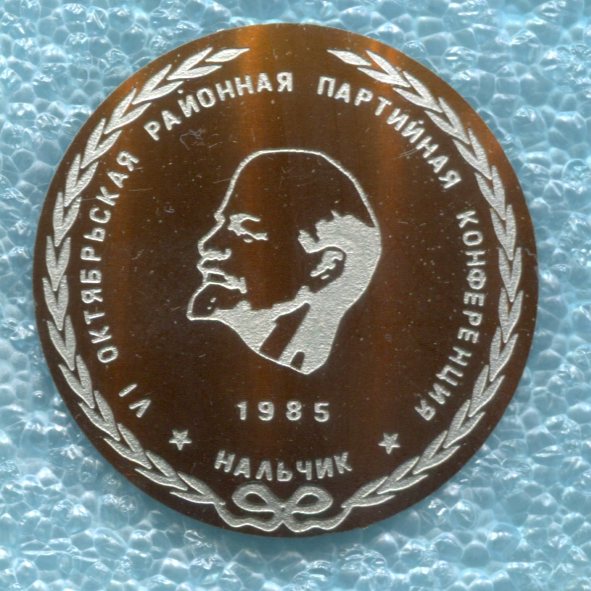 VI ОКТЯБРЬСКАЯ РАЙОННАЯ ПАРТИЙНАЯ КОНФЕРЕНЦИЯ
1985
НАЛЬЧИК